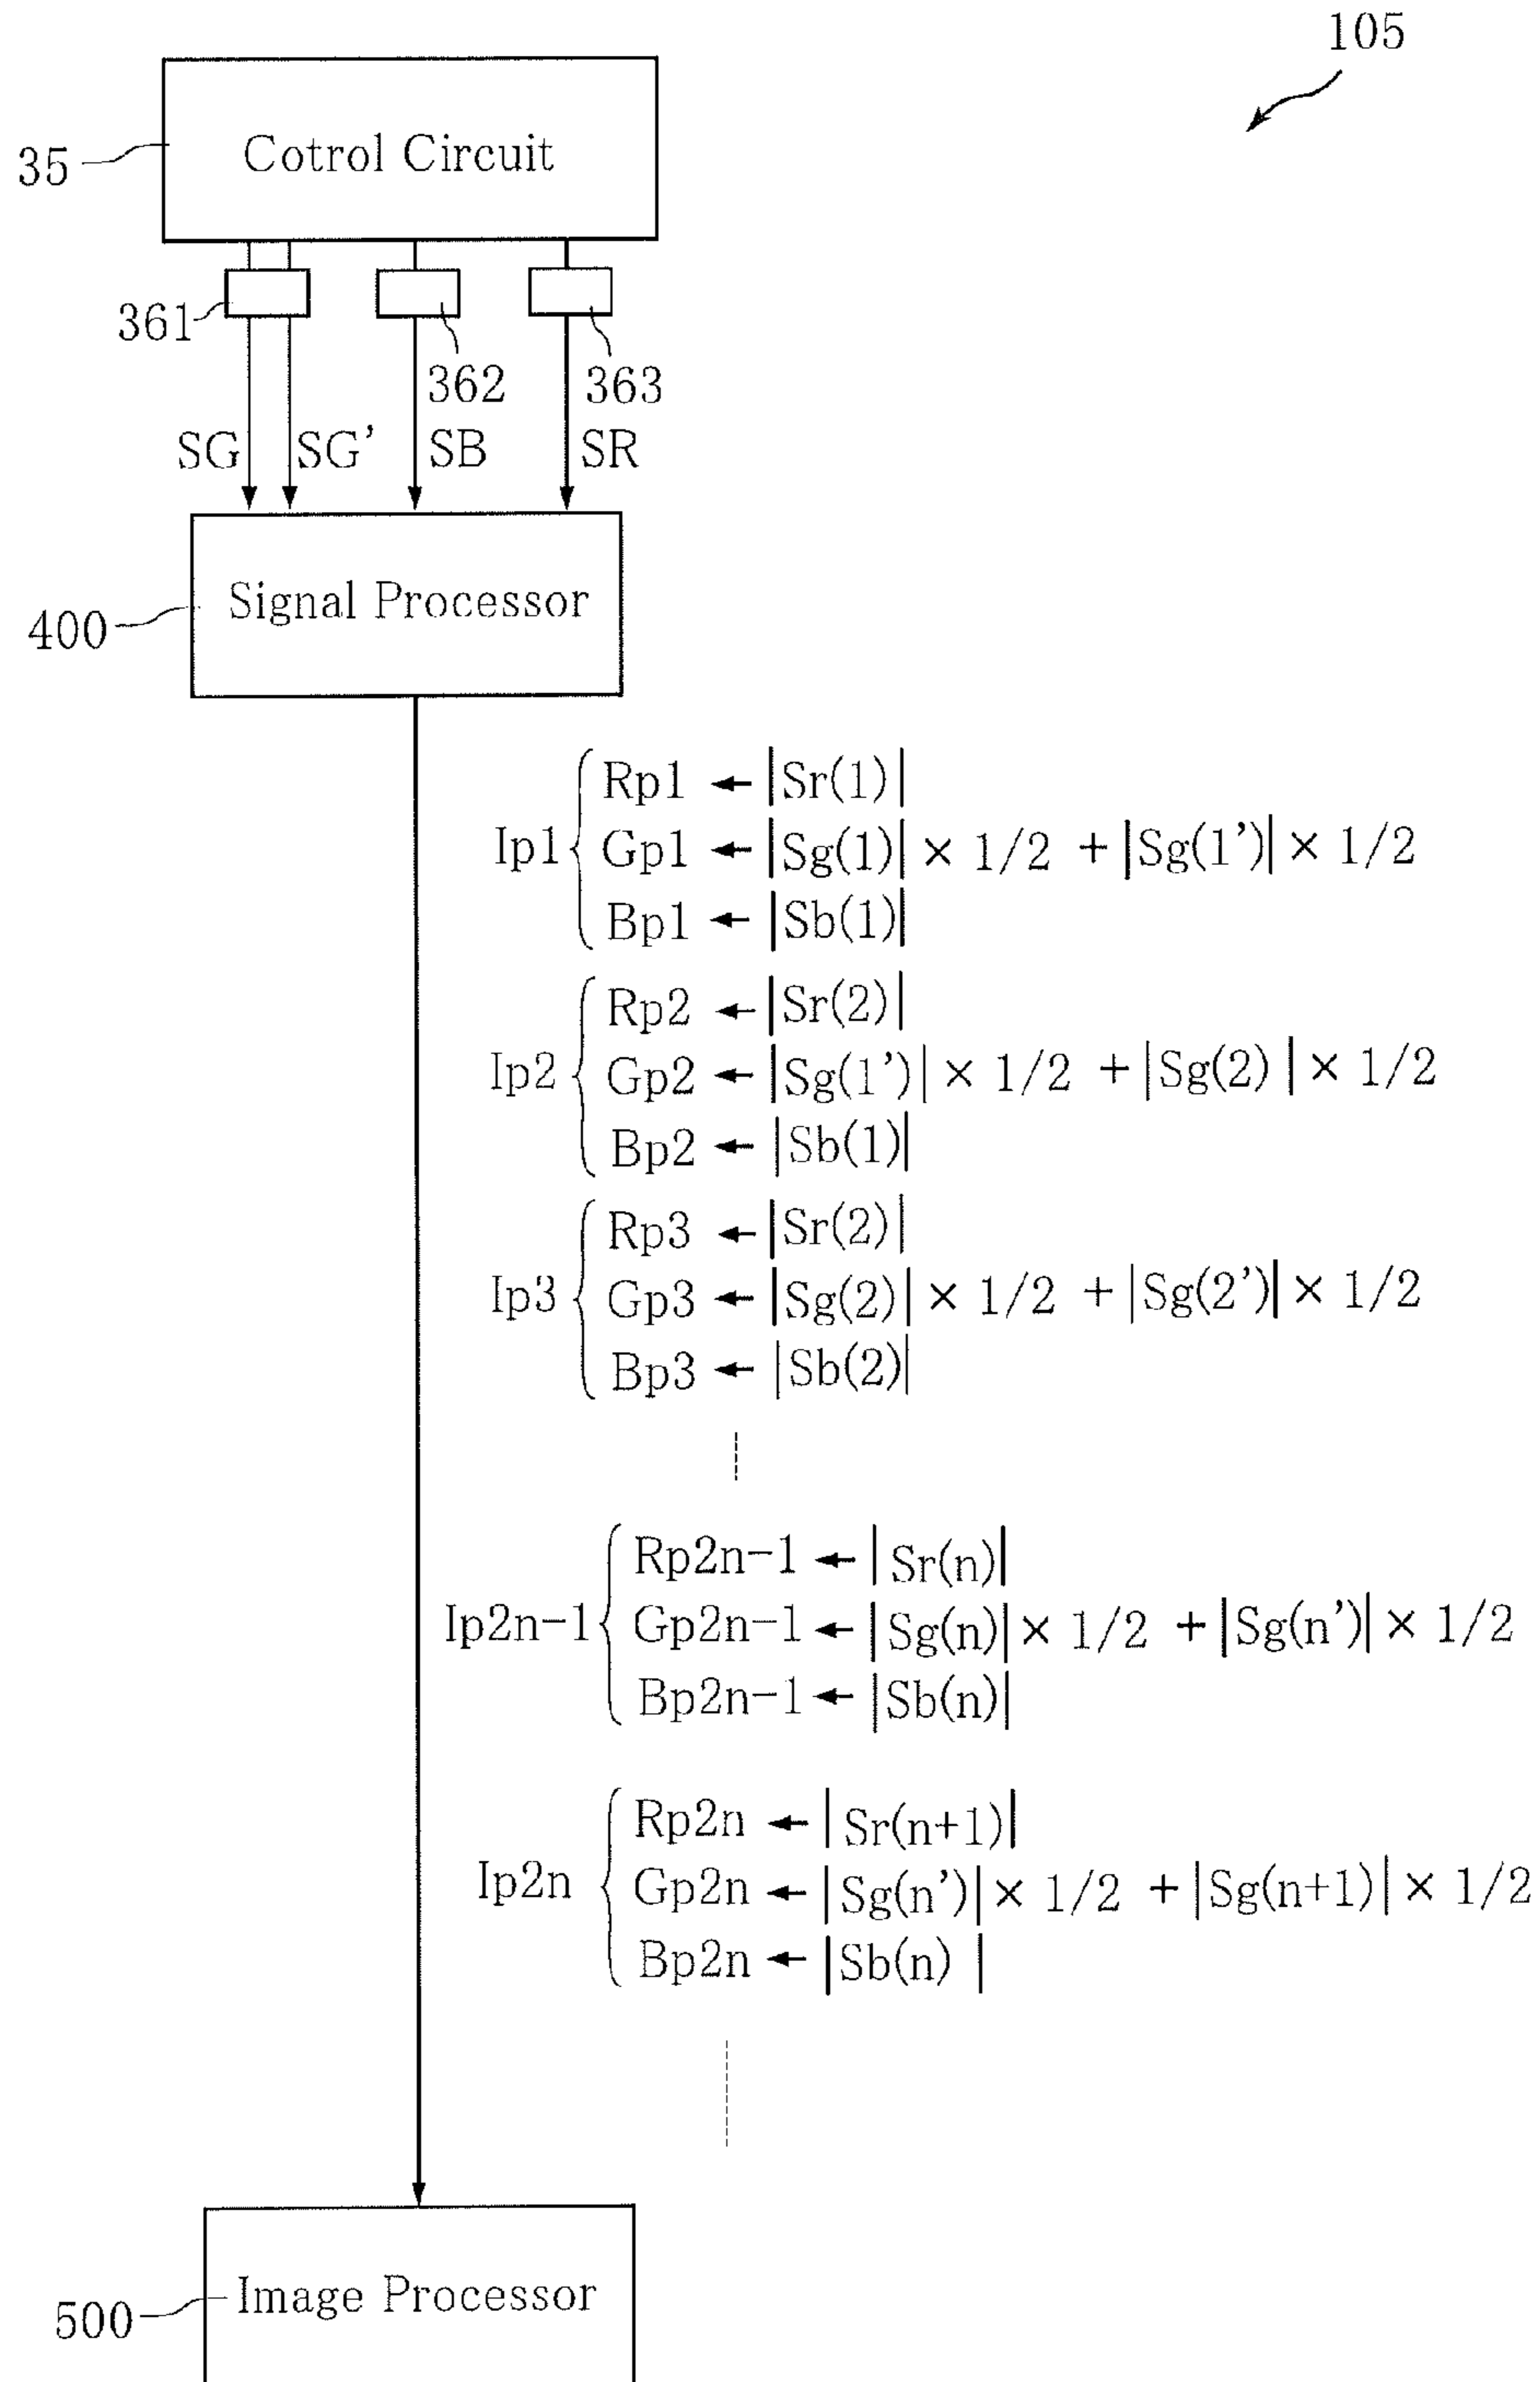 105
Cotrol Circuit
35
361
362
363
SG
SG'
SB
SR
Signal Processor
400
Rp1 ← |Sr(1)|
Ip1
Gp1 ← |Sg(1)| × 1/2 + |Sg(1')| × 1/2
Bp1 ← |Sb(1)|
Rp2 ← |Sr(2)|
Ip2
Gp2 ← |Sg(1')| × 1/2 + |Sg(2) | × 1/2
Bp2 ← |Sb(1)|
Rp3 ← |Sr(2)|
Ip3
Gp3 ← |Sg(2)| × 1/2 + |Sg(2')| × 1/2
Bp3 ← |Sb(2)|
Rp2n-1 ← |Sr(n)|
Ip2n-1
Gp2n-1 ← |Sg(n)| × 1/2 + |Sg(n')| × 1/2
Bp2n-1 ← |Sb(n)|
Rp2n ← |Sr(n+1)|
Ip2n
Gp2n ← |Sg(n')| × 1/2 + |Sg(n+1)| × 1/2
Bp2n ← |Sb(n) |
Image Processor
500